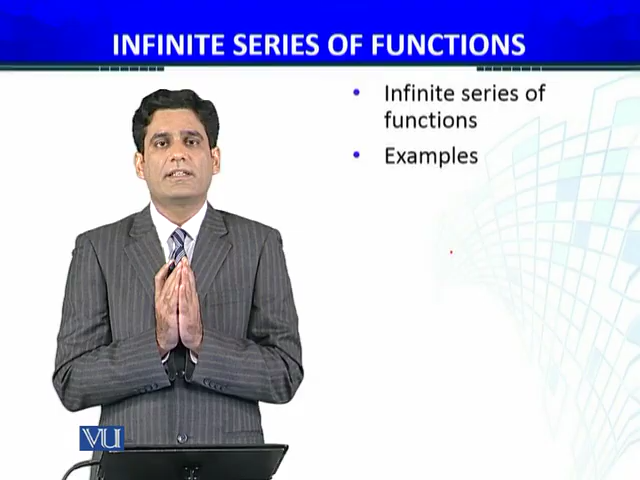 INFINITE SERIES OF FUNCTIONS
• Infinite series of
functions
• Examples
VU